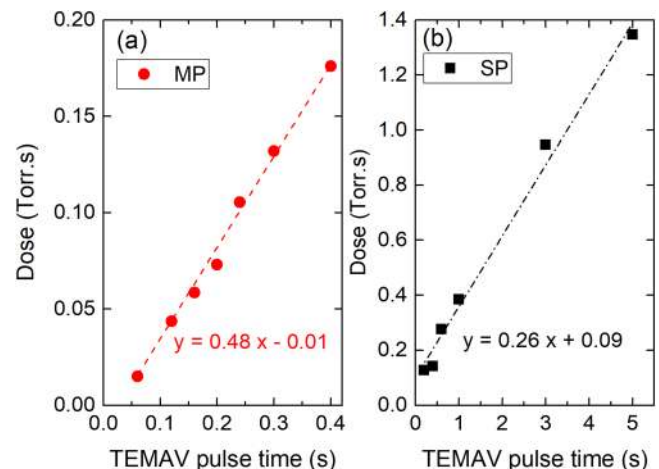 (a)
MP
0.20
0.15
0.10
0.05
0.00
Dose (Torr.s)
y = 0.48 x - 0.01
0.0 0.1 0.2 0.3 0.4
TEMAV pulse time (s)
(b)
SP
1.4
1.2
1.0
0.8
0.6
0.4
0.2
0.0
Dose (Torr.s)
y = 0.26 x + 0.09
0 1 2 3 4 5
TEMAV pulse time (s)